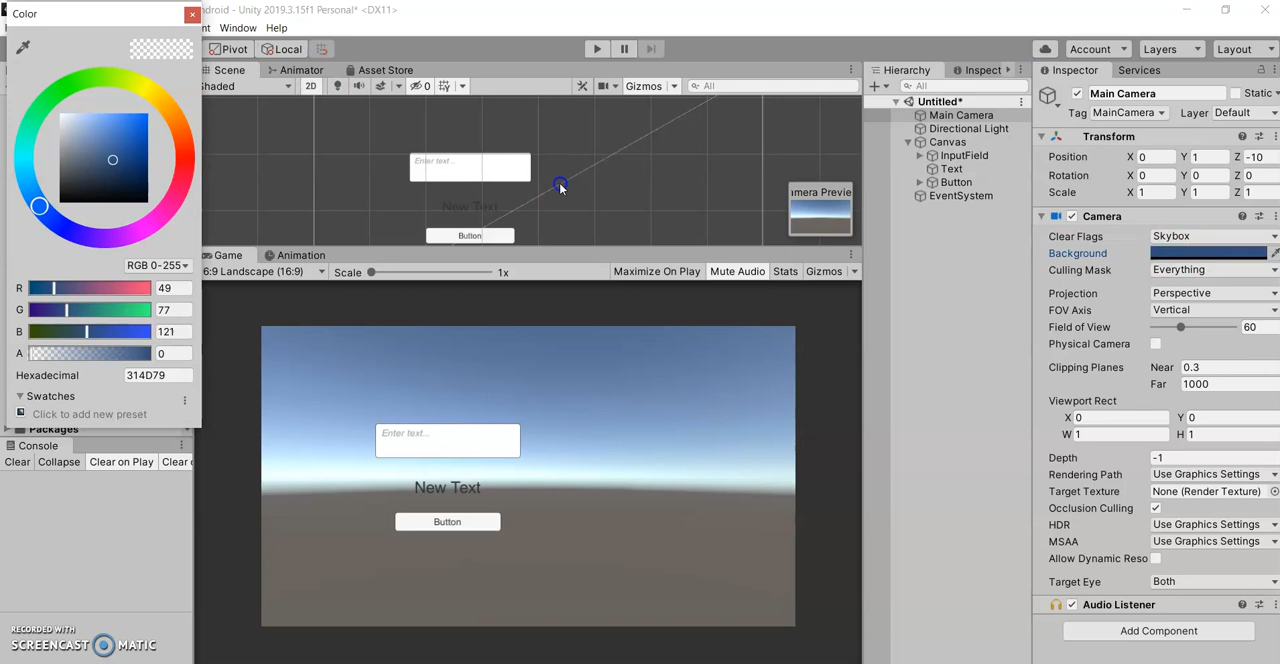 Color
ndroid - Unity 2019.3.15f1 Personal* <DX11>
nt Window Help
Pivot Local
Account Layers Layout
Scene Animator Asset Store
Shaded 2D 0 Gizmos All
Enter text...
New Text
Button
mera Preview
Game Animation
6:9 Landscape (16:9) Scale 1x Maximize On Play Mute Audio Stats Gizmos
Enter text...
New Text
Button
RGB 0-255
R 49
G 77
B 121
A 0
Hexadecimal 314D79
Swatches
Click to add new preset
Packages
Console
Clear Collapse Clear on Play Clear o
RECORDED WITH
SCREENCAST MATIC
Hierarchy Inspect
All
Untitled*
Main Camera
Directional Light
Canvas
InputField
Text
Button
EventSystem
Inspector Services
Main Camera Static
Tag MainCamera Layer Default
Transform
Position X 0 Y 1 Z -10
Rotation X 0 Y 0 Z 0
Scale X 1 Y 1 Z 1
Camera
Clear Flags Skybox
Background
Culling Mask Everything
Projection Perspective
FOV Axis Vertical
Field of View 60
Physical Camera
Clipping Planes Near 0.3
Far 1000
Viewport Rect
X 0 Y 0
W 1 H 1
Depth -1
Rendering Path Use Graphics Settings
Target Texture None (Render Texture)
Occlusion Culling
HDR Use Graphics Settings
MSAA Use Graphics Settings
Allow Dynamic Reso
Target Eye Both
Audio Listener
Add Component